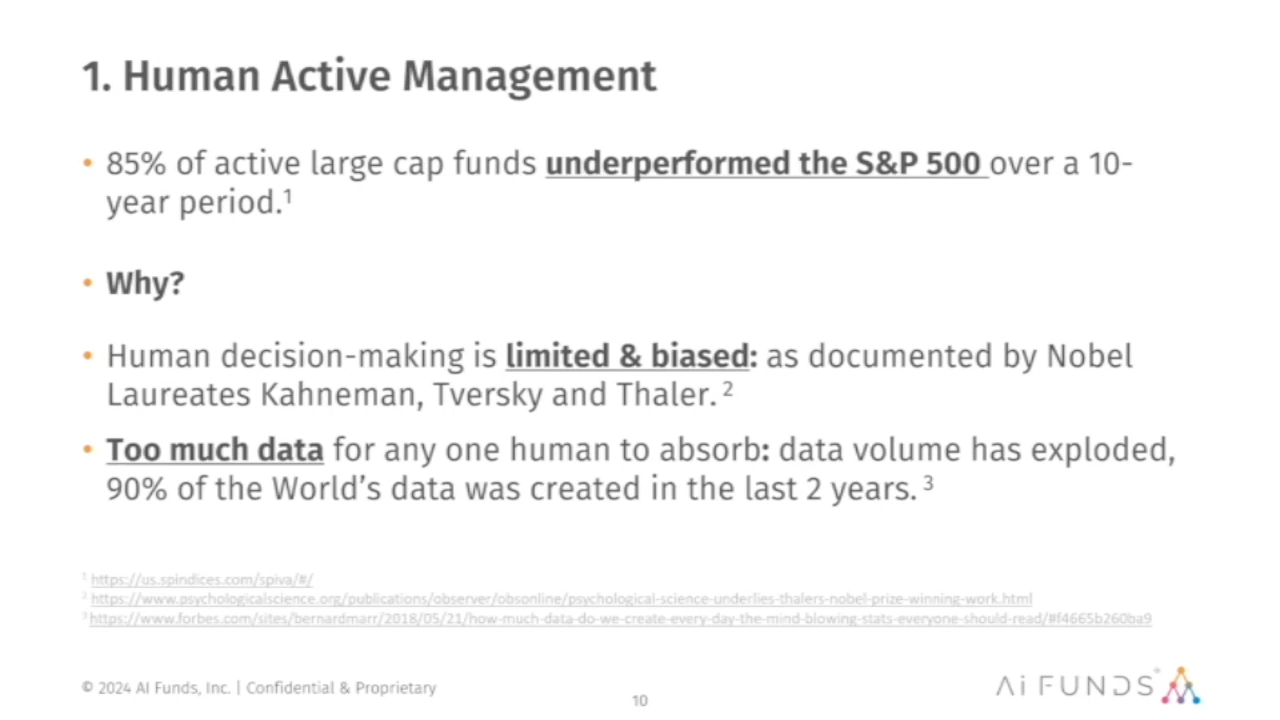 1. Human Active Management
• 85% of active large cap funds underperformed the S&P 500 over a 10-
year period.¹
• Why?
• Human decision-making is limited & biased: as documented by Nobel
Laureates Kahneman, Tversky and Thaler. ²
• Too much data for any one human to absorb: data volume has exploded,
90% of the World's data was created in the last 2 years. ³
¹ https://us.spindices.com/spiva/#/
² https://www.psychologicalscience.org/publications/observer/obsonline/psychological-science-underlies-thalers-nobel-prize-winning-work.html
³ https://www.forbes.com/sites/bernardmarr/2018/05/21/how-much-data-do-we-create-every-day-the-mind-blowing-stats-everyone-should-read/#f4665b260ba9
© 2024 AI Funds, Inc. | Confidential & Proprietary
10
Ai FUNDS